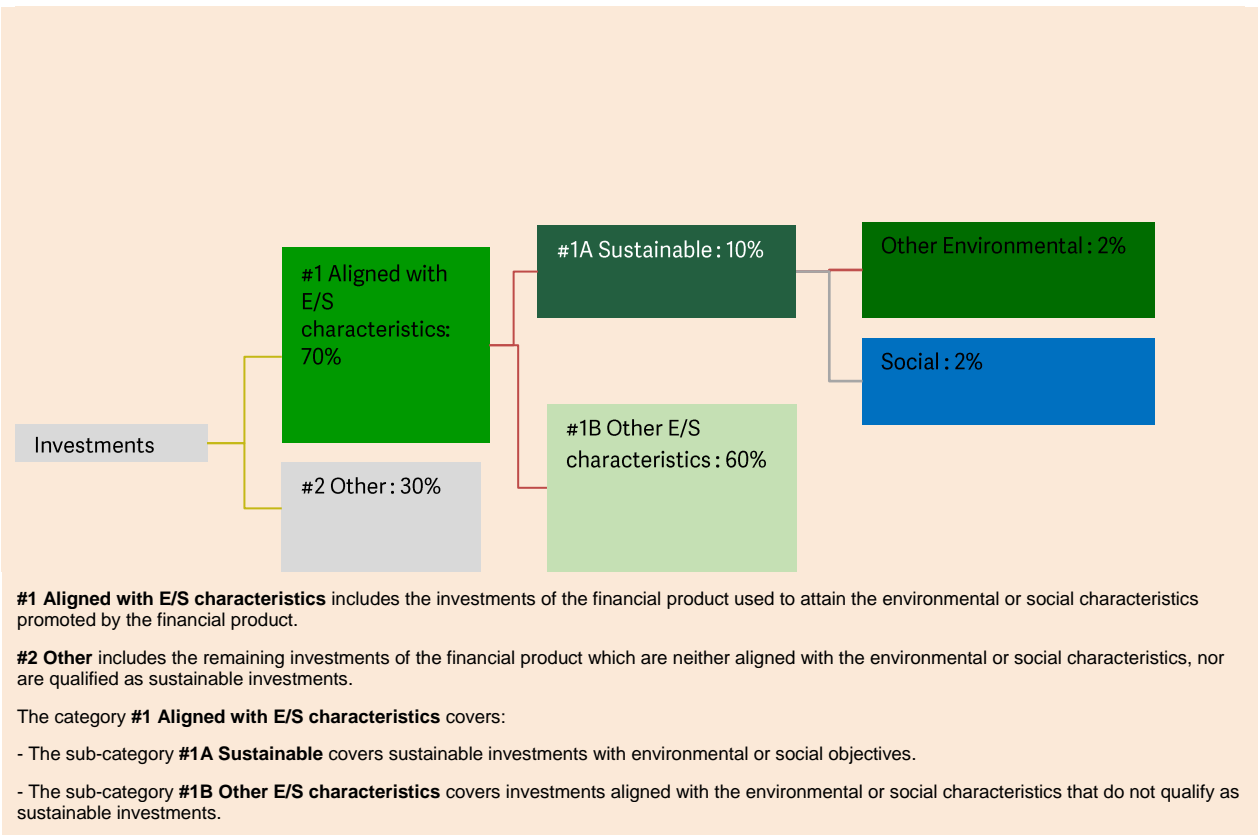 #1A Sustainable : 10%
Other Environmental : 2%
#1 Aligned with
E/S
characteristics:
70%
Social : 2%
#1B Other E/S
characteristics : 60%
Investments
#2 Other : 30%
#1 Aligned with E/S characteristics includes the investments of the financial product used to attain the environmental or social characteristics
promoted by the financial product.
#2 Other includes the remaining investments of the financial product which are neither aligned with the environmental or social characteristics, nor
are qualified as sustainable investments.
The category #1 Aligned with E/S characteristics covers:
- The sub-category #1A Sustainable covers sustainable investments with environmental or social objectives.
- The sub-category #1B Other E/S characteristics covers investments aligned with the environmental or social characteristics that do not qualify as
sustainable investments.